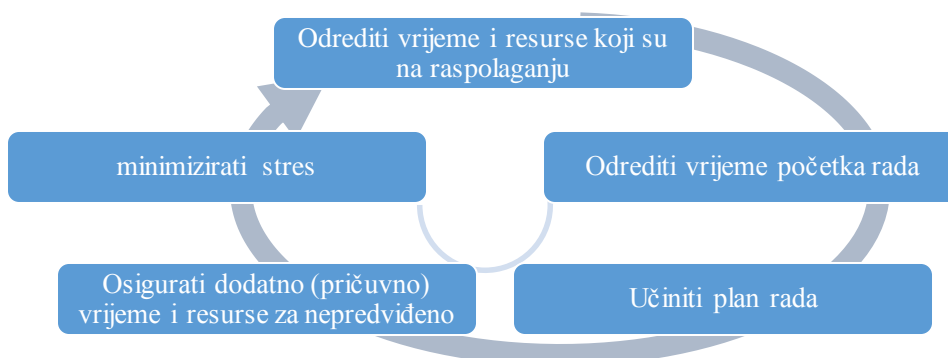 Odrediti vrijeme i resurse koji su
na raspolaganju
Odrediti vrijeme početka rada
Učiniti plan rada
Osigurati dodatno (pričuvno)
vrijeme i resurse za nepredviđeno
minimizirati stres